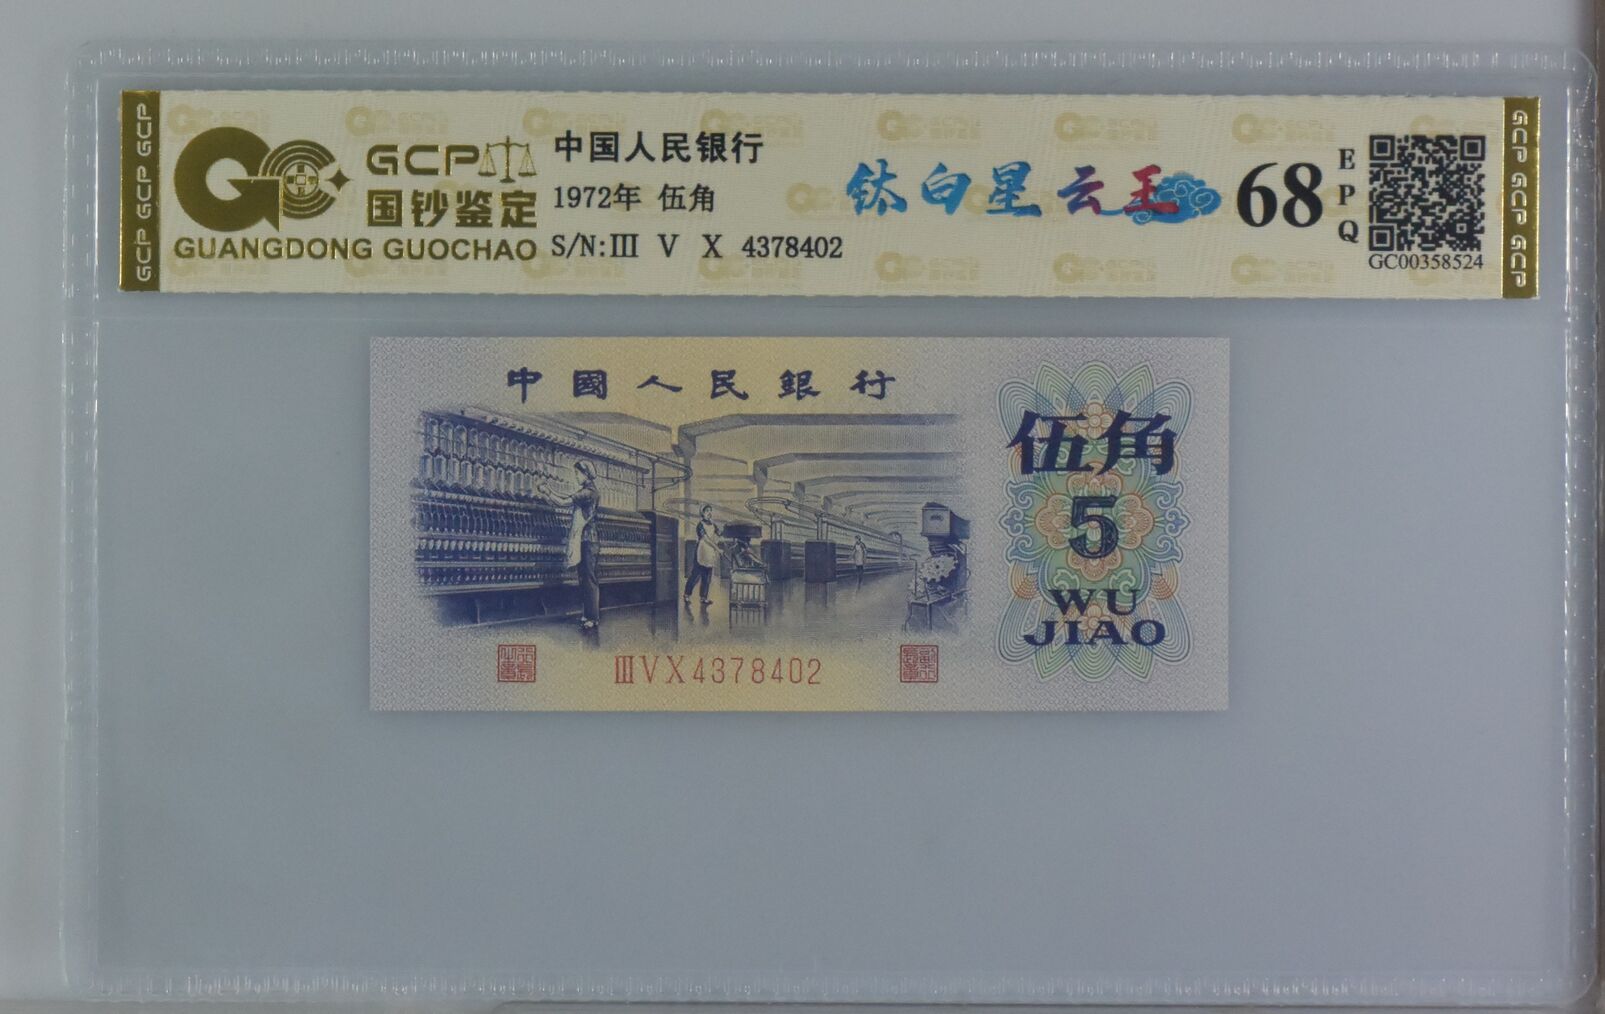 GCP GCP GCP
GCP
国钞鉴定
GUANGDONG GUOCHAO
中国人民银行
1972年 伍角
S/N:Ⅲ V X 4378402
钛白星云王
68
EPQ
GC00358524
GCP GCP GCP
中國人民銀行
伍角
5
WU
JIAO
ⅢVX4378402